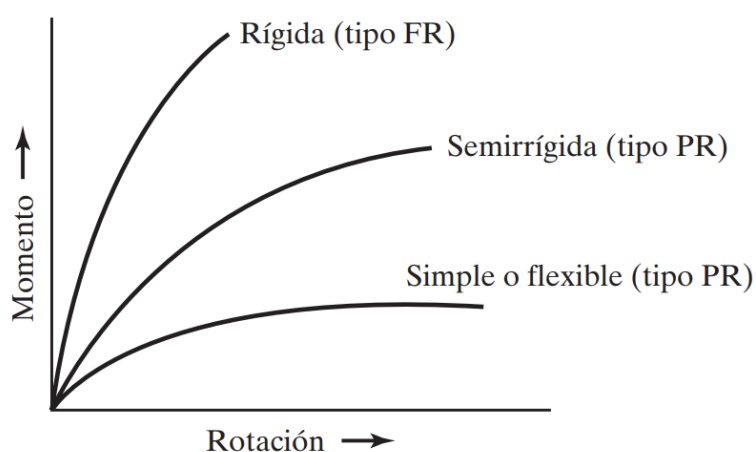 Rígida (tipo FR)
Semirrígida (tipo PR)
Simple o flexible (tipo PR)
Momento
Rotación